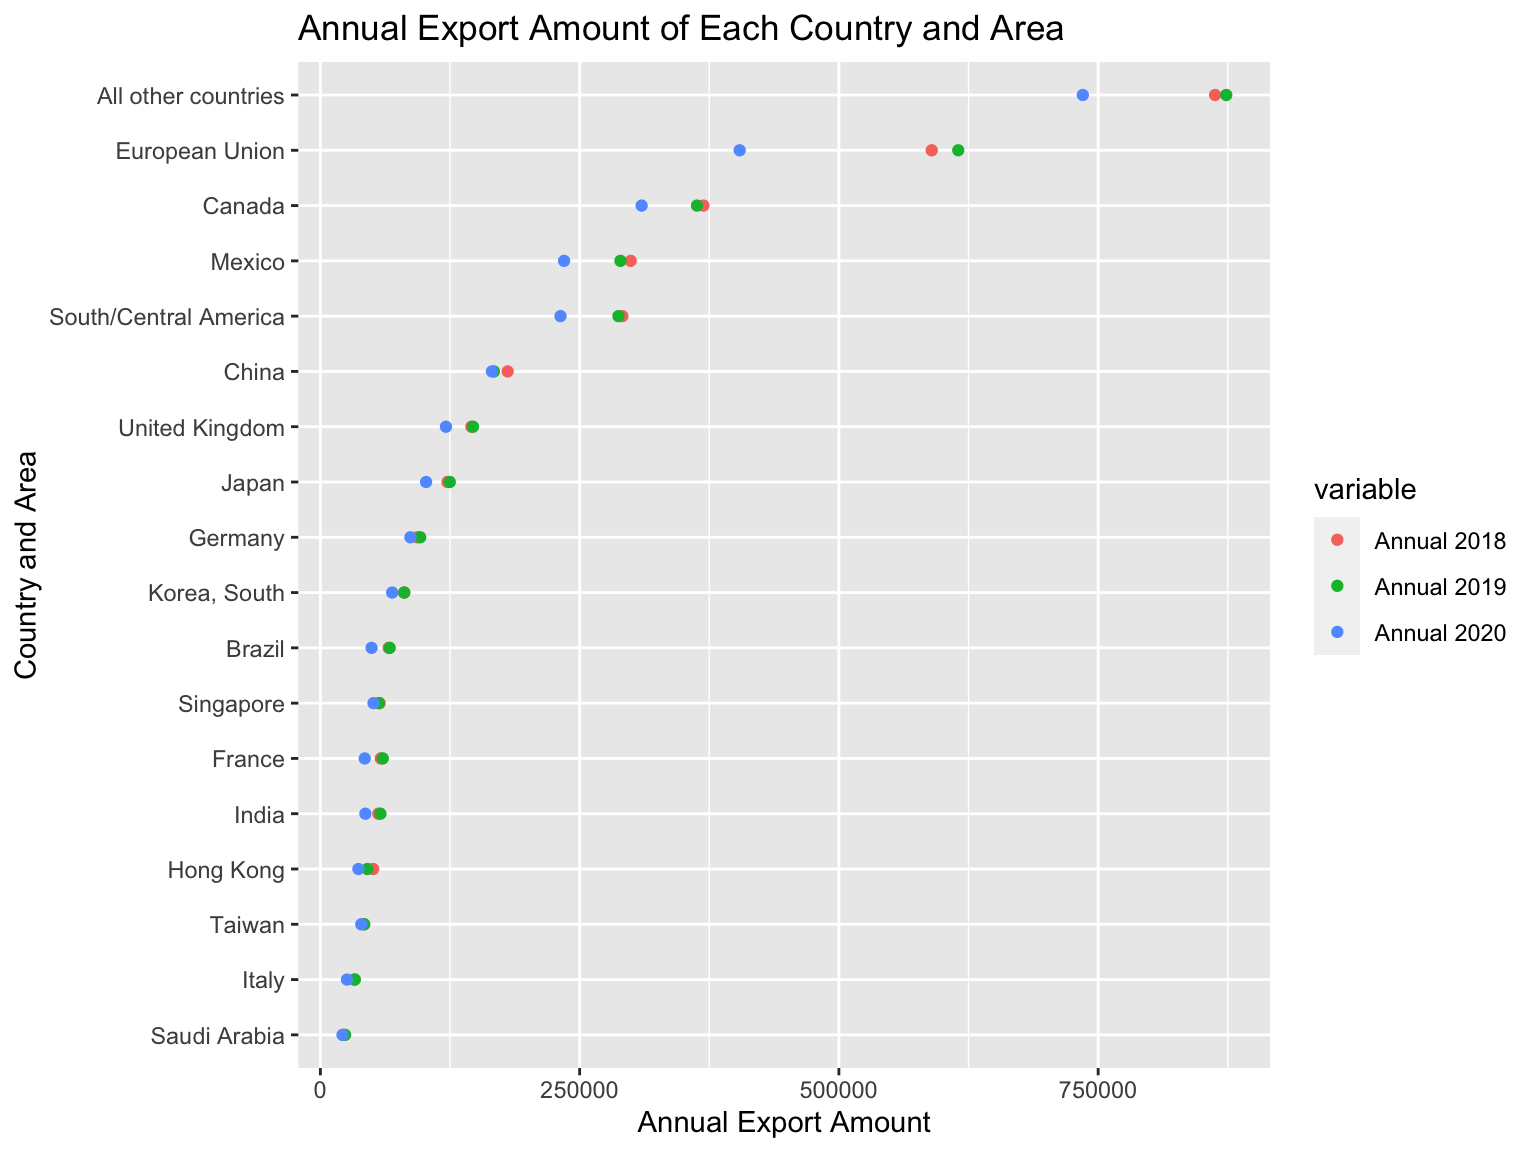 Annual Export Amount of Each Country and Area
All other countries
European Union
Canada
Mexico
South/Central America
China
United Kingdom
Japan
Germany
Korea, South
Brazil
Singapore
France
India
Hong Kong
Taiwan
Italy
Saudi Arabia
Country and Area
0 250000 500000 750000
Annual Export Amount
variable
Annual 2018
Annual 2019
Annual 2020